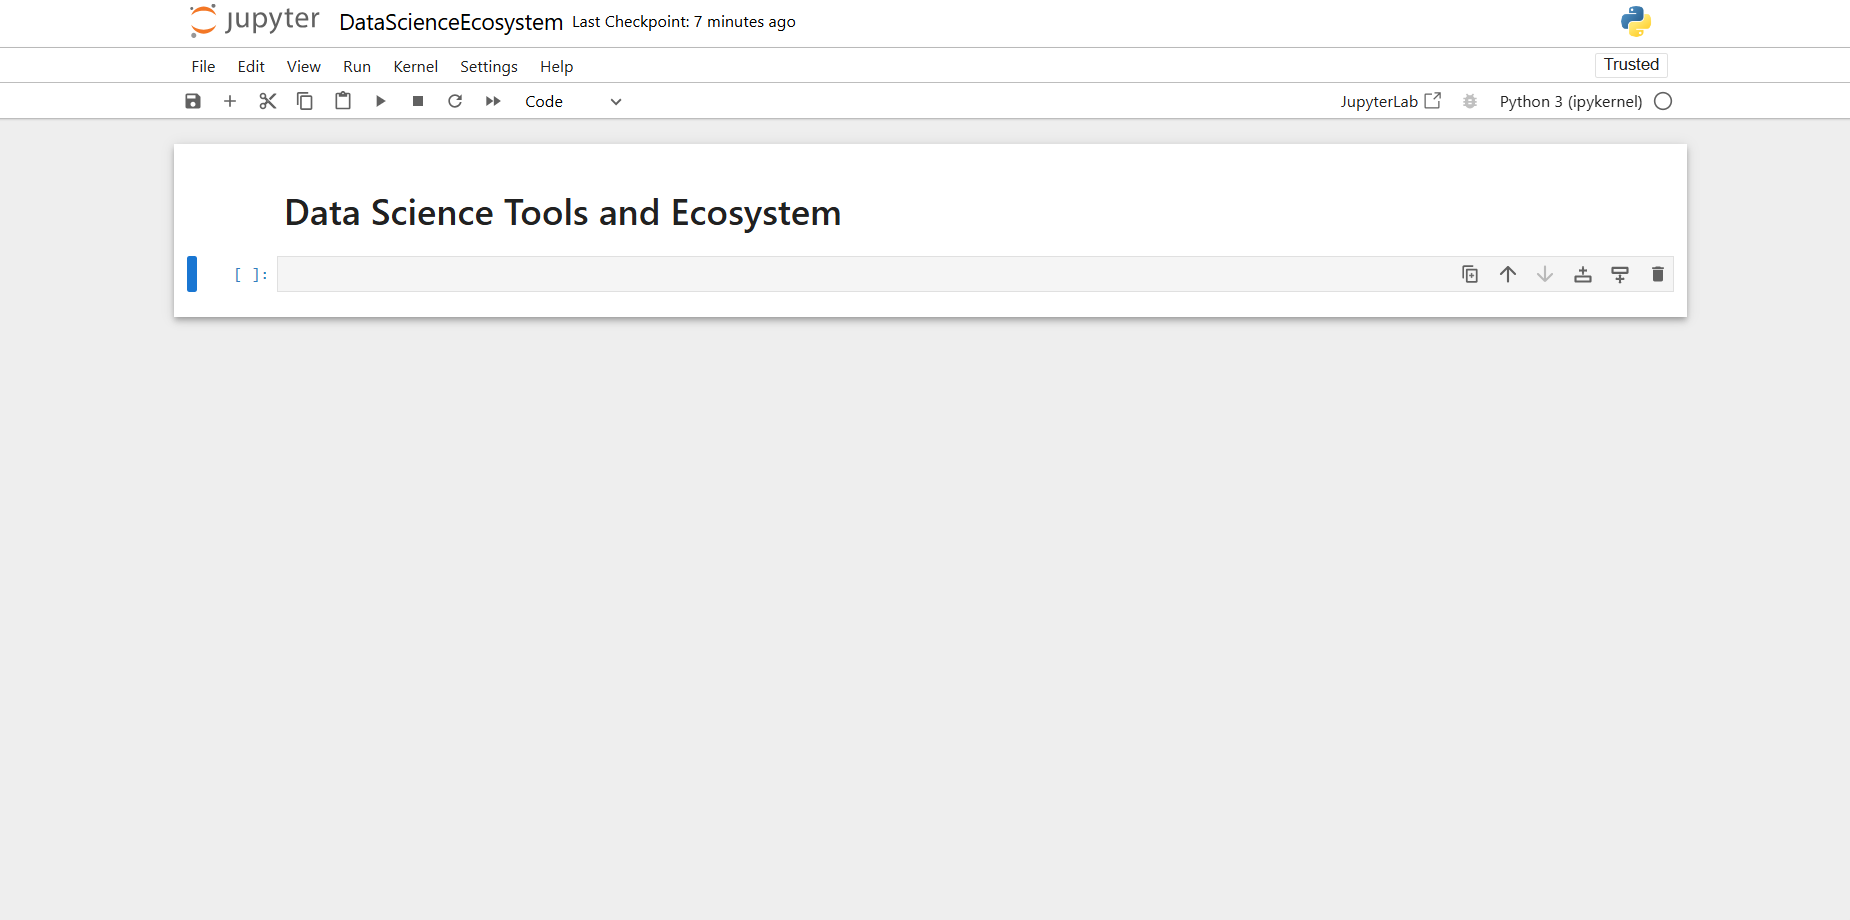 jupyter DataScienceEcosystem Last Checkpoint: 7 minutes ago
File Edit View Run Kernel Settings Help Trusted
Code JupyterLab Python 3 (ipykernel)
Data Science Tools and Ecosystem
[ ]: